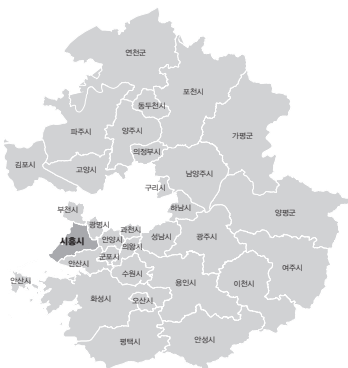 연천군
포천시
동두천시
파주시
양주시
가평군
의정부시
김포시
고양시
남양주시
구리시
부천시
하남시
양평군
광명시
과천시
시흥시
안양시
성남시
광주시
의왕시
군포시
안산시
수원시
여주시
안산시
용인시
이천시
화성시
오산시
평택시
안성시